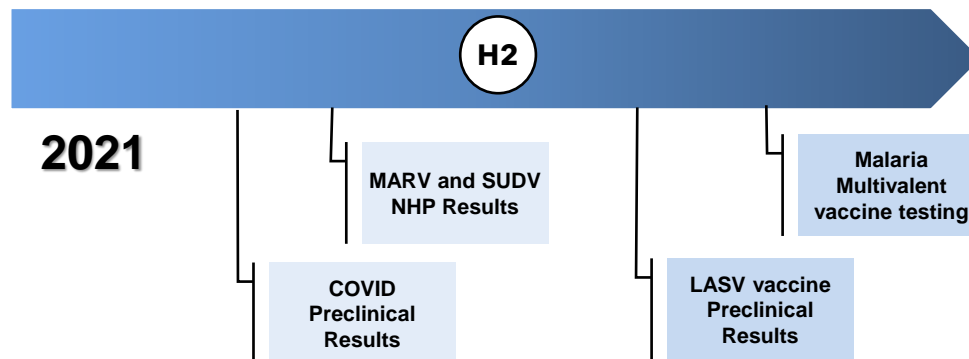 H2
2021
MARV and SUDV
NHP Results
Malaria
Multivalent
vaccine testing
COVID
Preclinical
Results
LASV vaccine
Preclinical
Results